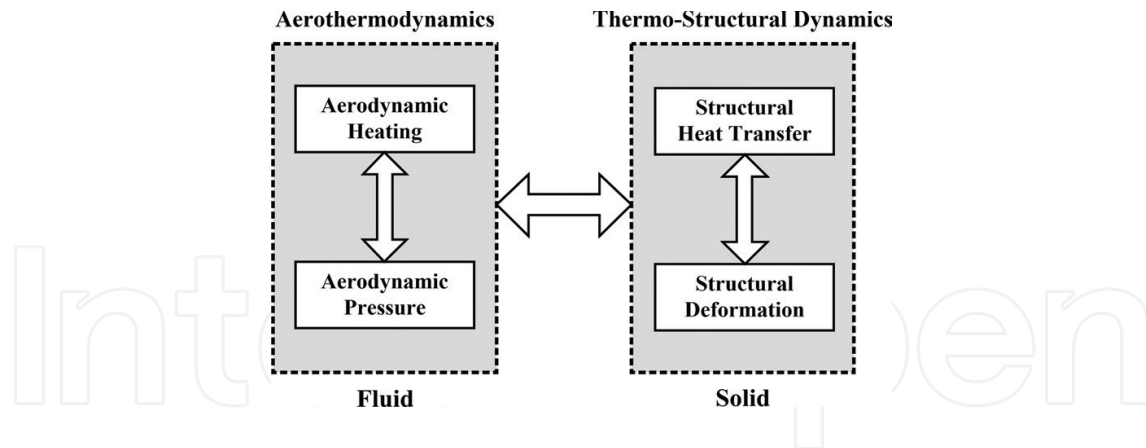 Aerothermodynamics
Aerodynamic
Heating
Aerodynamic
Pressure
Fluid
Thermo-Structural Dynamics
Structural
Heat Transfer
Structural
Deformation
Solid